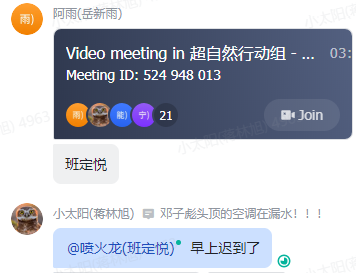 阿雨(岳新雨)
Video meeting in 超自然行动组 - ... 03:
Meeting ID: 524 948 013
雨) 能) 宁) 21 Join
班定悦
小太阳(蒋林旭) 邓子彪头顶的空调在漏水！！！
@喷火龙(班定悦) 早上迟到了